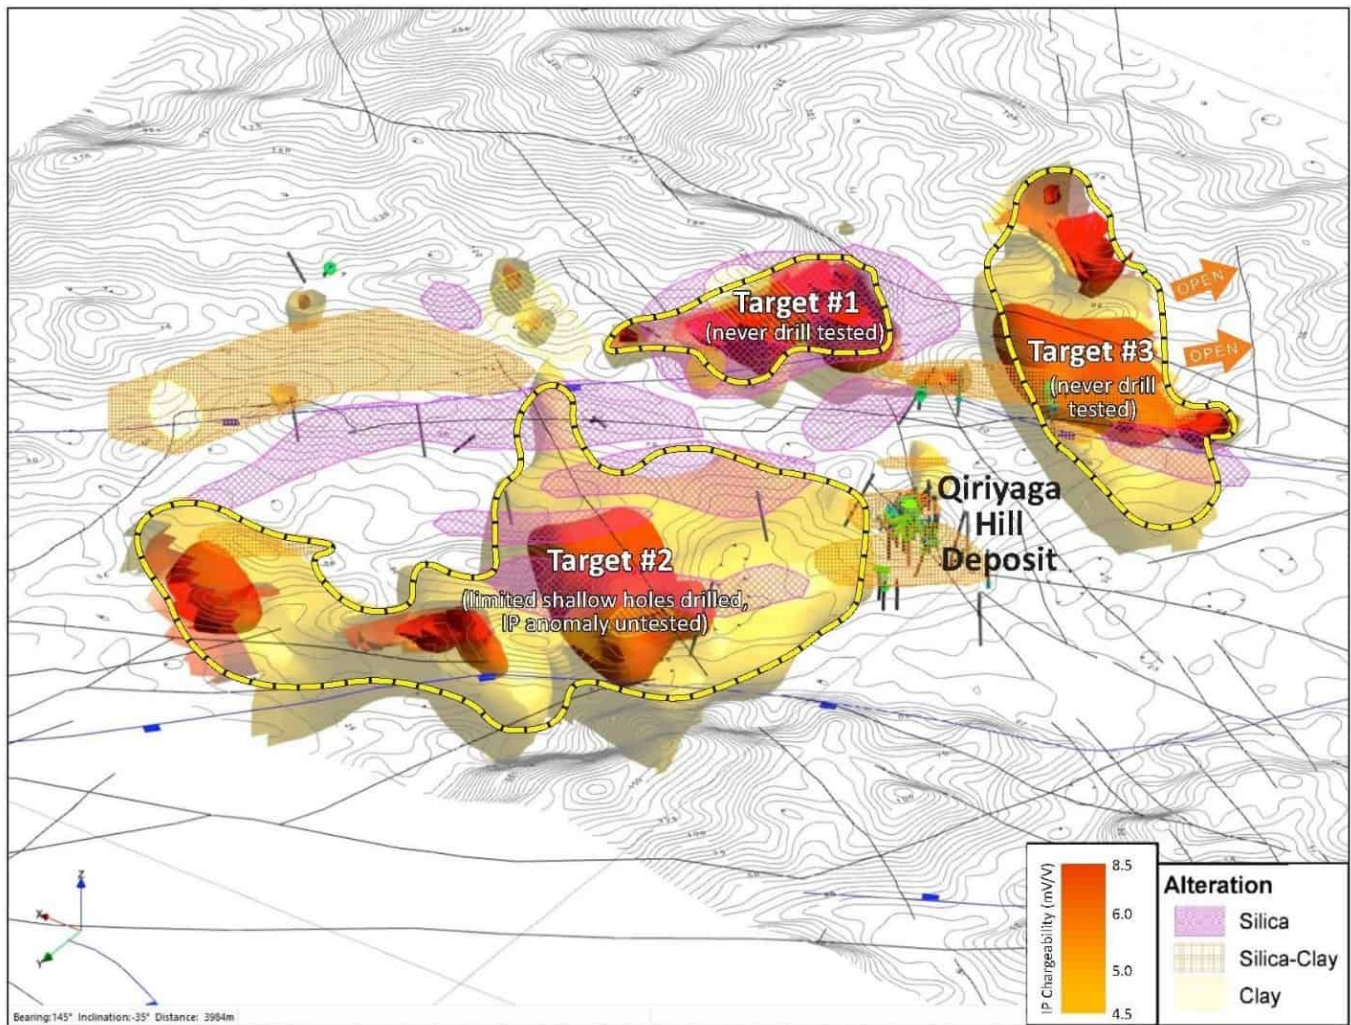 Target #1
(never drill tested)
OPEN
OPEN
Target #3
(never drill
tested)
Qiriyaga
Hill
Deposit
Target #2
(limited shallow holes drilled,
IP anomaly untested)
IP Chargeability (mV/V)
8.5
6.0
5.0
4.5
Alteration
Silica
Silica-Clay
Clay
Z
X
Y
Bearing:145° Inclination:-35° Distance: 3984m